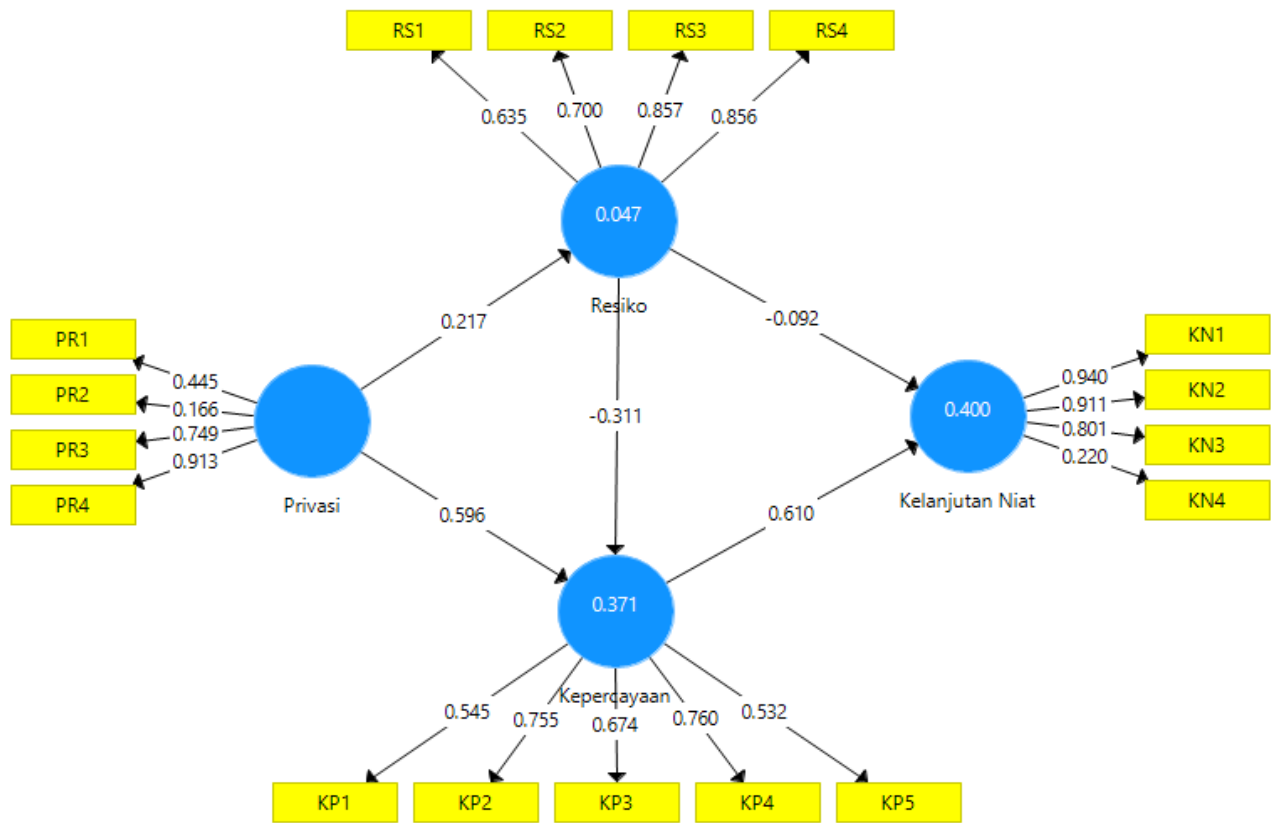 RS1 RS2 RS3 RS4
0.635 0.700 0.857 0.856
0.047
Resiko
0.217
-0.092
-0.311
PR1
PR2
PR3
PR4
0.445
0.166
0.749
0.913
Privasi
0.596
0.610
0.400
Kelanjutan Niat
0.940
0.911
0.801
0.220
KN1
KN2
KN3
KN4
0.371
Kepercayaan
0.545 0.755 0.674 0.760 0.532
KP1 KP2 KP3 KP4 KP5